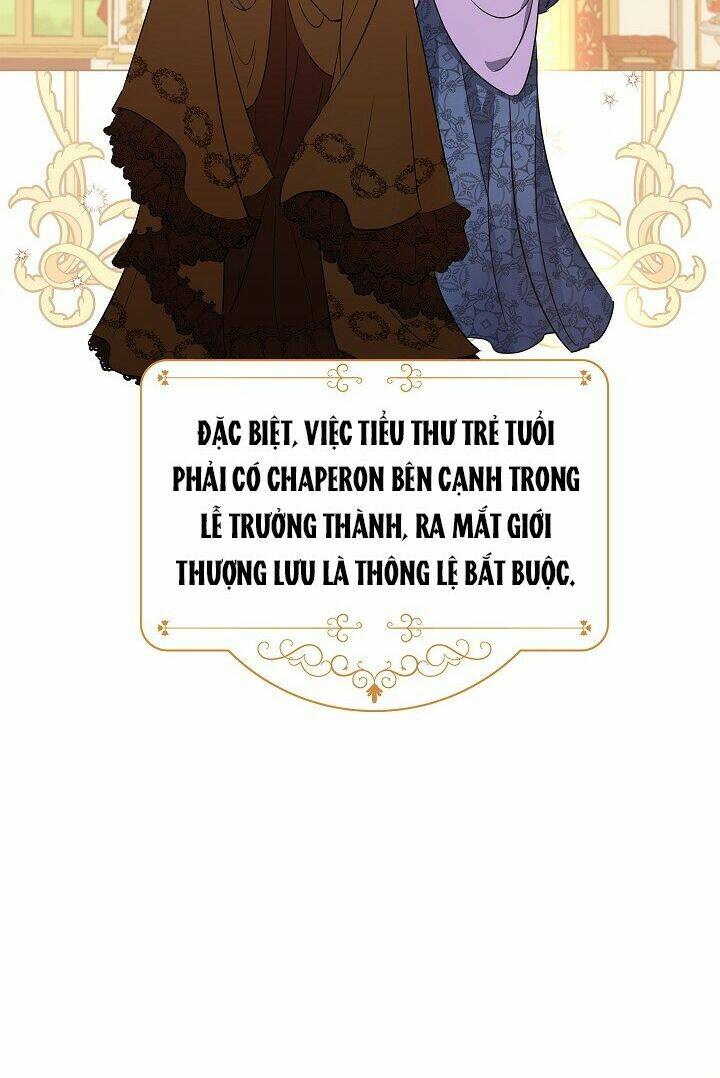 ĐẶC BIỆT, VIỆC TIỂU THƯ TRẺ TUỔI
PHẢI CÓ CHAPERON BÊN CẠNH TRONG
LỄ TRƯỞNG THÀNH, RA MẮT GIỚI
THƯỢNG LƯU LÀ THÔNG LỆ BẮT BUỘC.